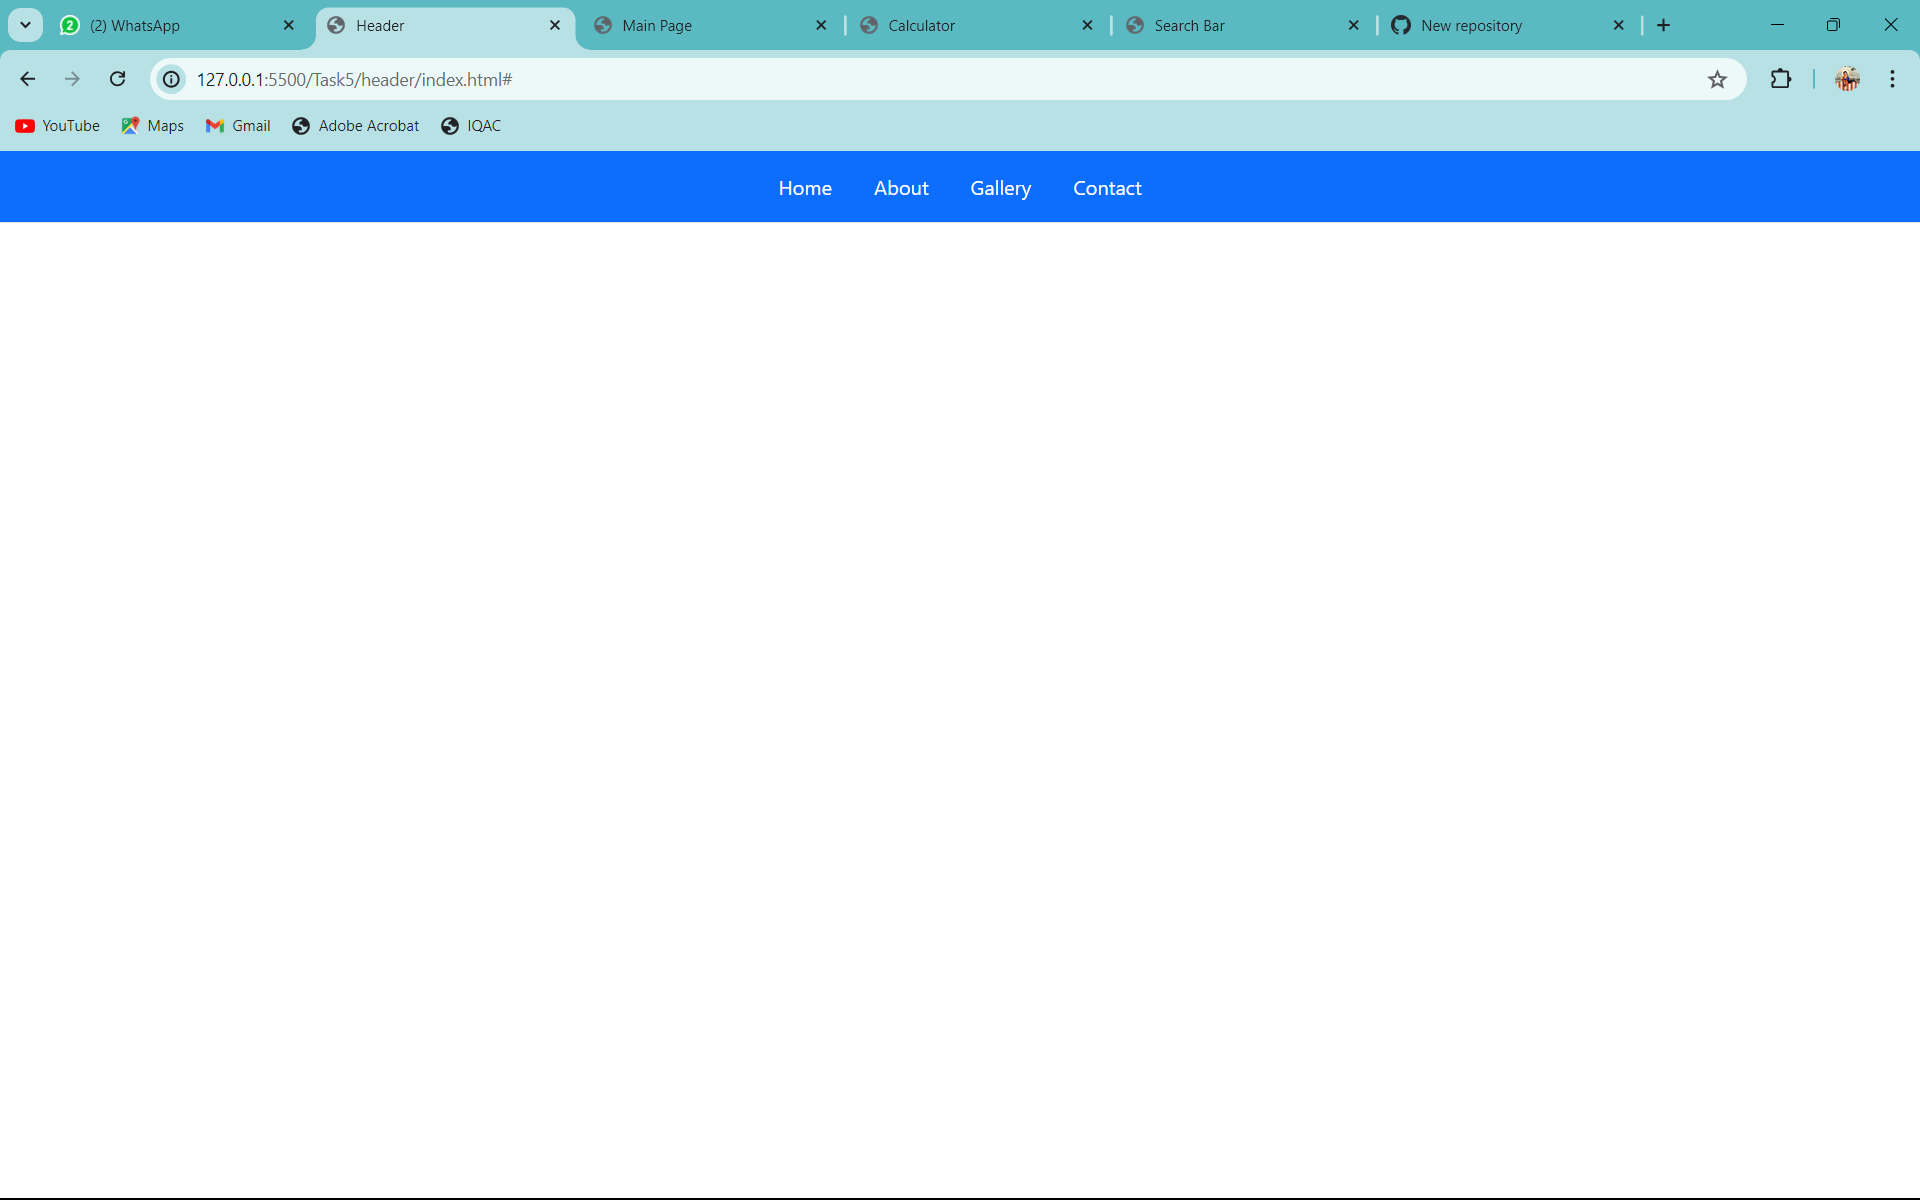 2 (2) WhatsApp Header Main Page Calculator Search Bar New repository
127.0.0.1:5500/Task5/header/index.html#
YouTube Maps Gmail Adobe Acrobat IQAC
Home About Gallery Contact